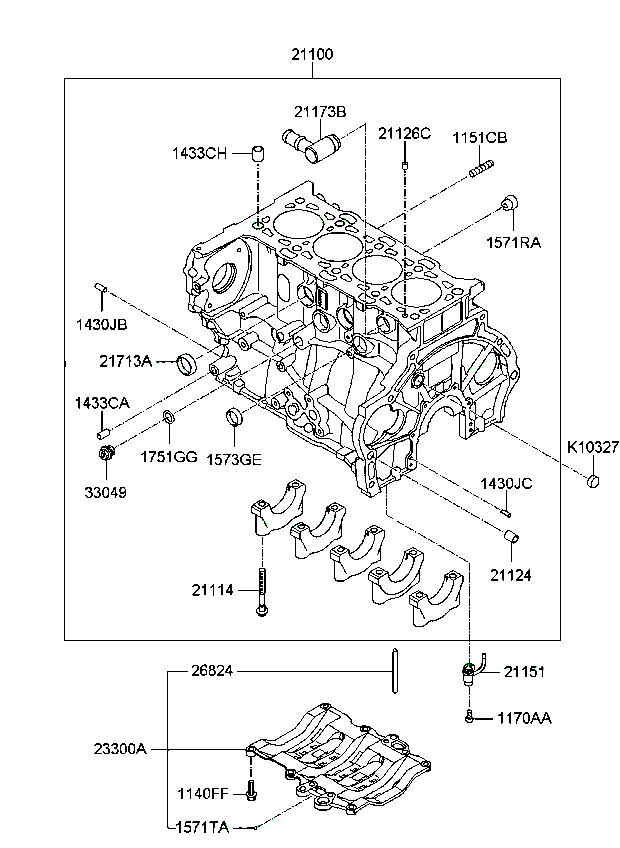 21100
21173B
21126C
1151CB
1433CH
1571RA
1430JB
21713A
1433CA
1751GG
1573GE
K10327
33049
1430JC
21124
21114
26824
21151
1170AA
23300A
1140FF
1571TA